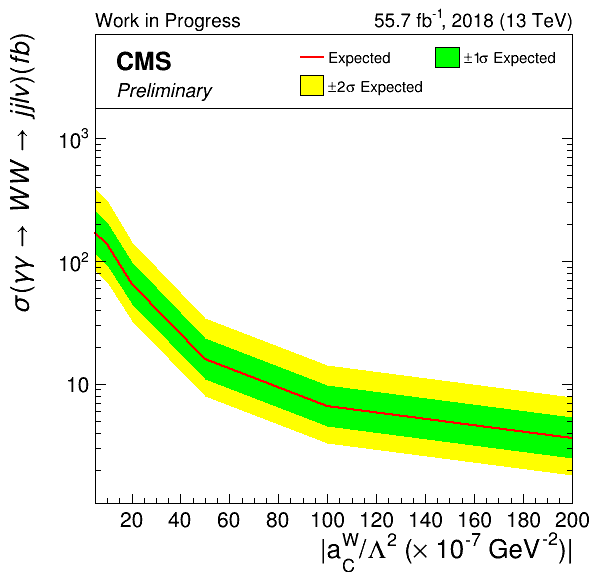 Work in Progress 55.7 fb⁻¹, 2018 (13 TeV)
CMS
Preliminary
Expected ±1σ Expected
±2σ Expected
σ(γγ → WW → jjlν)(fb)
10³
10²
10
20 40 60 80 100 120 140 160 180 200
|a_C^W/Λ² (× 10⁻⁷ GeV⁻²)|